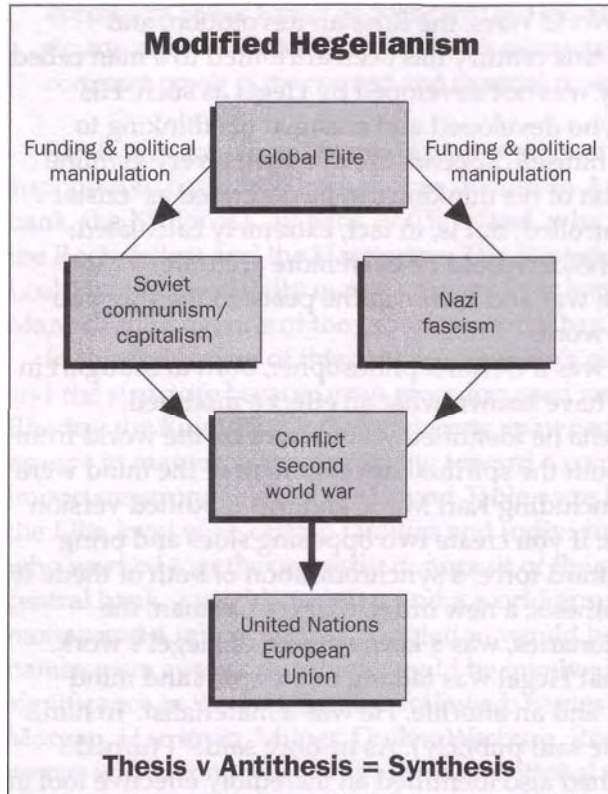 Modified Hegelianism
Funding & political
manipulation
Global Elite
Funding & political
manipulation
Soviet
communism/
capitalism
Nazi
fascism
Conflict
second
world war
United Nations
European
Union
Thesis v Antithesis = Synthesis